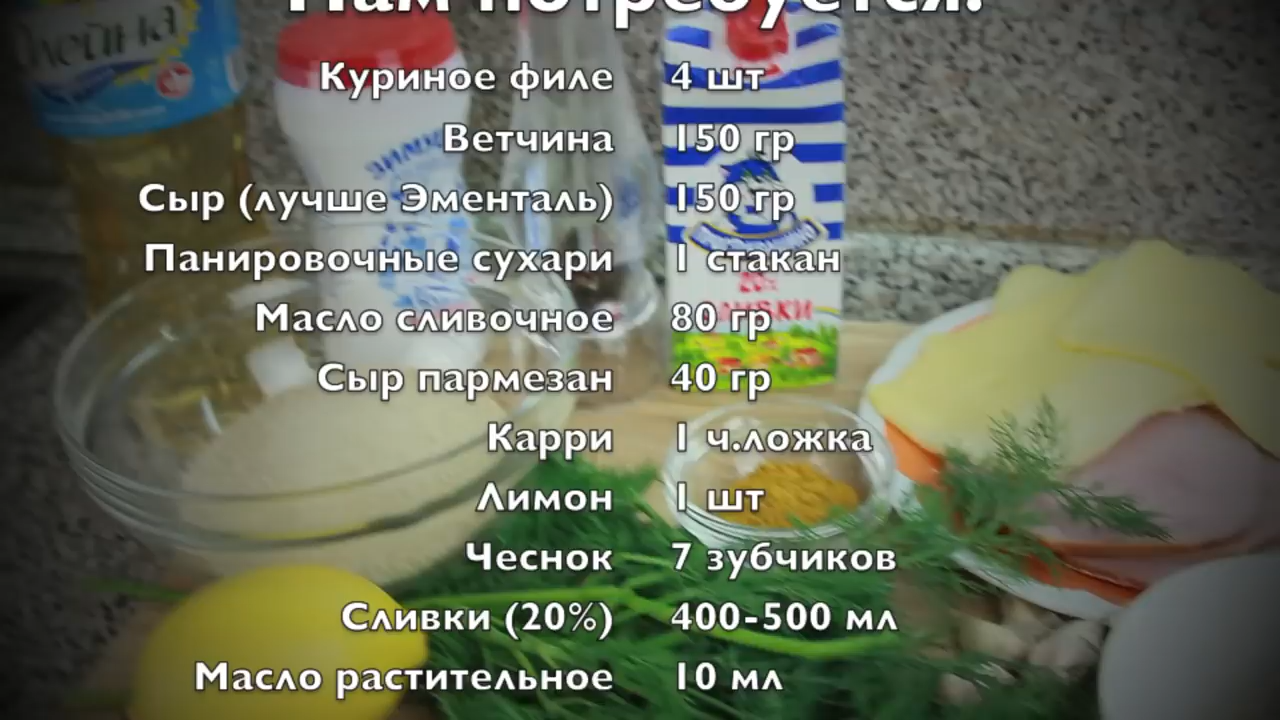 Нам потребуется:
Куриное филе 4 шт
Ветчина 150 гр
Сыр (лучше Эменталь) 150 гр
Панировочные сухари 1 стакан
Масло сливочное 80 гр
Сыр пармезан 40 гр
Карри 1 ч.ложка
Лимон 1 шт
Чеснок 7 зубчиков
Сливки (20%) 400-500 мл
Масло растительное 10 мл
Олейна
20%